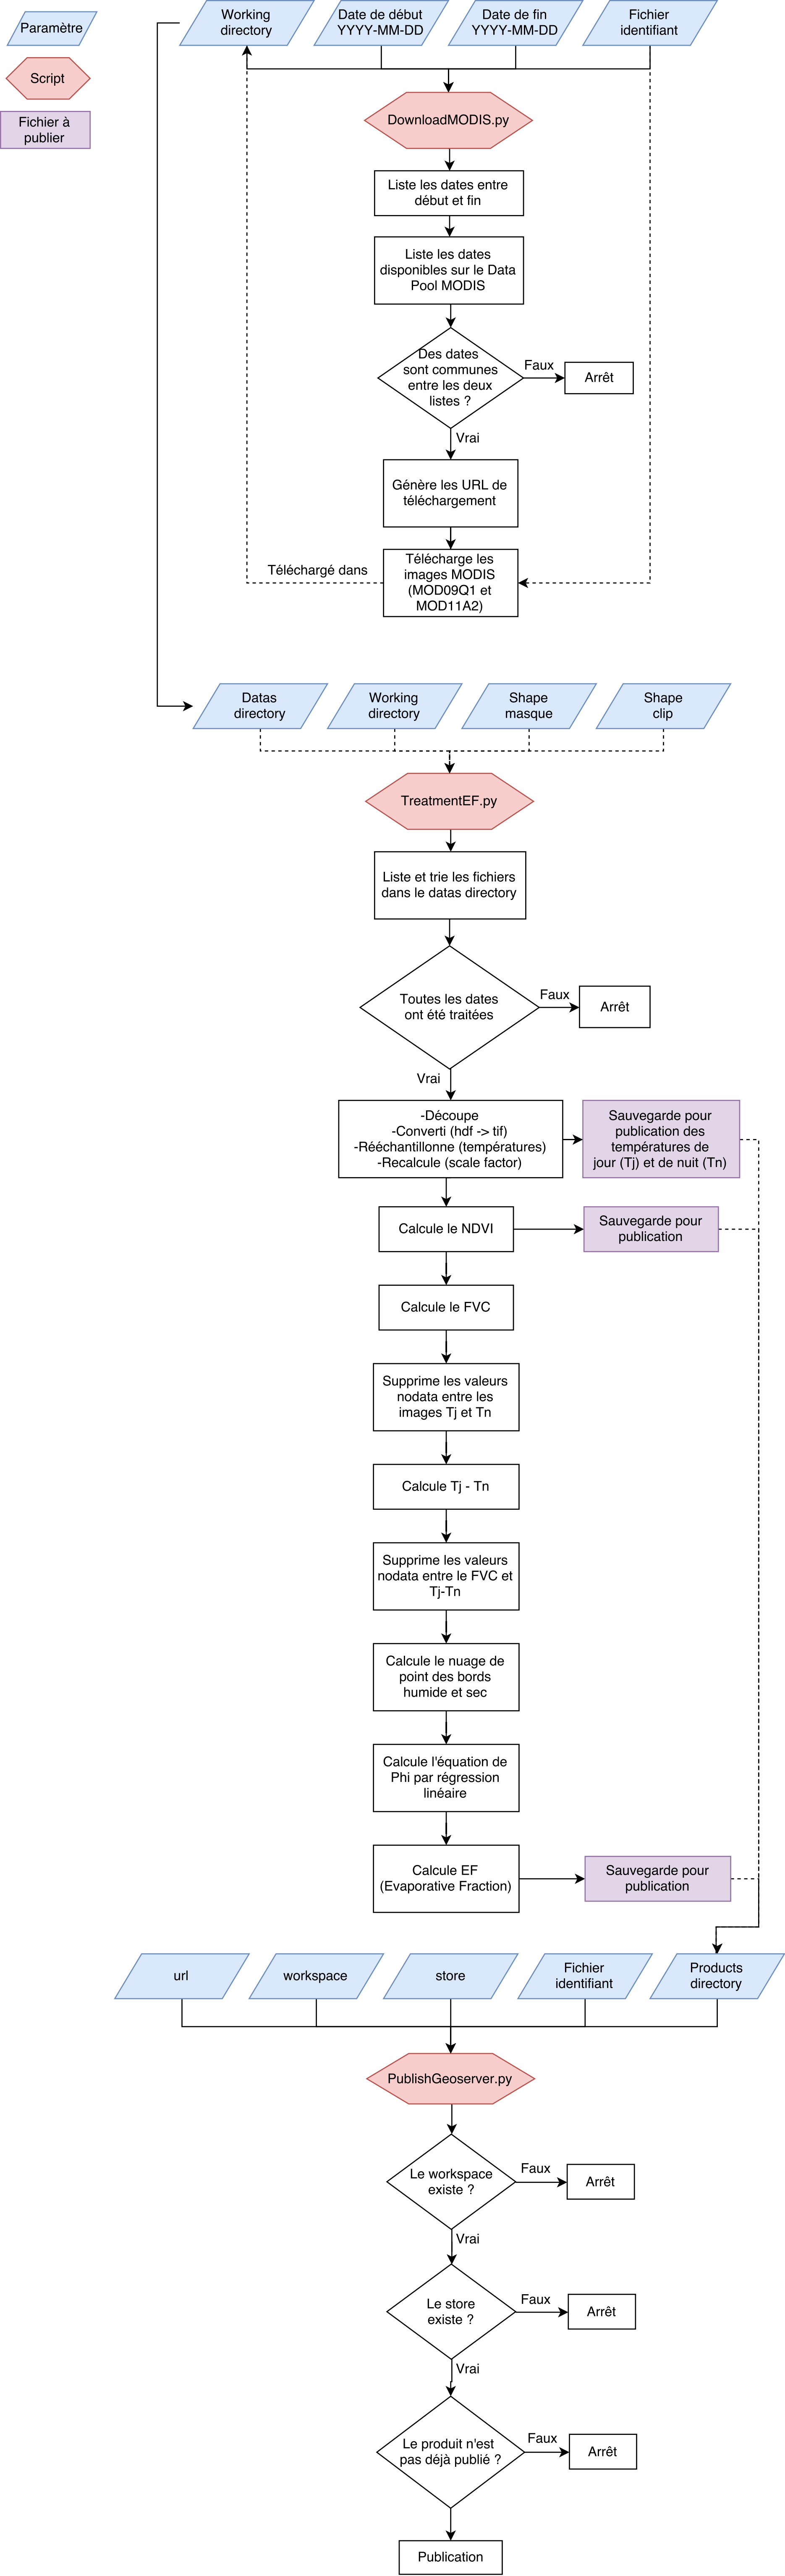 Paramètre
Script
Fichier à
publier
Working
directory
Date de début
YYYY-MM-DD
Date de fin
YYYY-MM-DD
Fichier
identifiant
DownloadMODIS.py
Liste les dates entre
début et fin
Liste les dates
disponibles sur le Data
Pool MODIS
Des dates
sont communes
entre les deux
listes ?
Faux
Arrêt
Vrai
Génère les URL de
téléchargement
Télécharge les
images MODIS
(MOD09Q1 et
MOD11A2)
Téléchargé dans
Datas
directory
Working
directory
Shape
masque
Shape
clip
TreatmentEF.py
Liste et trie les fichiers
dans le datas directory
Toutes les dates
ont été traitées
Faux
Arrêt
Vrai
-Découpe
-Converti (hdf -> tif)
-Rééchantillonne (températures)
-Recalcule (scale factor)
Sauvegarde pour
publication des
températures de
jour (Tj) et de nuit (Tn)
Calcule le NDVI
Sauvegarde pour
publication
Calcule le FVC
Supprime les valeurs
nodata entre les
images Tj et Tn
Calcule Tj - Tn
Supprime les valeurs
nodata entre le FVC et
Tj-Tn
Calcule le nuage de
point des bords
humide et sec
Calcule l'équation de
Phi par régression
linéaire
Calcule EF
(Evaporative Fraction)
Sauvegarde pour
publication
url
workspace
store
Fichier
identifiant
Products
directory
PublishGeoserver.py
Le workspace
existe ?
Faux
Arrêt
Vrai
Le store
existe ?
Faux
Arrêt
Vrai
Le produit n'est
pas déjà publié ?
Faux
Arrêt
Publication